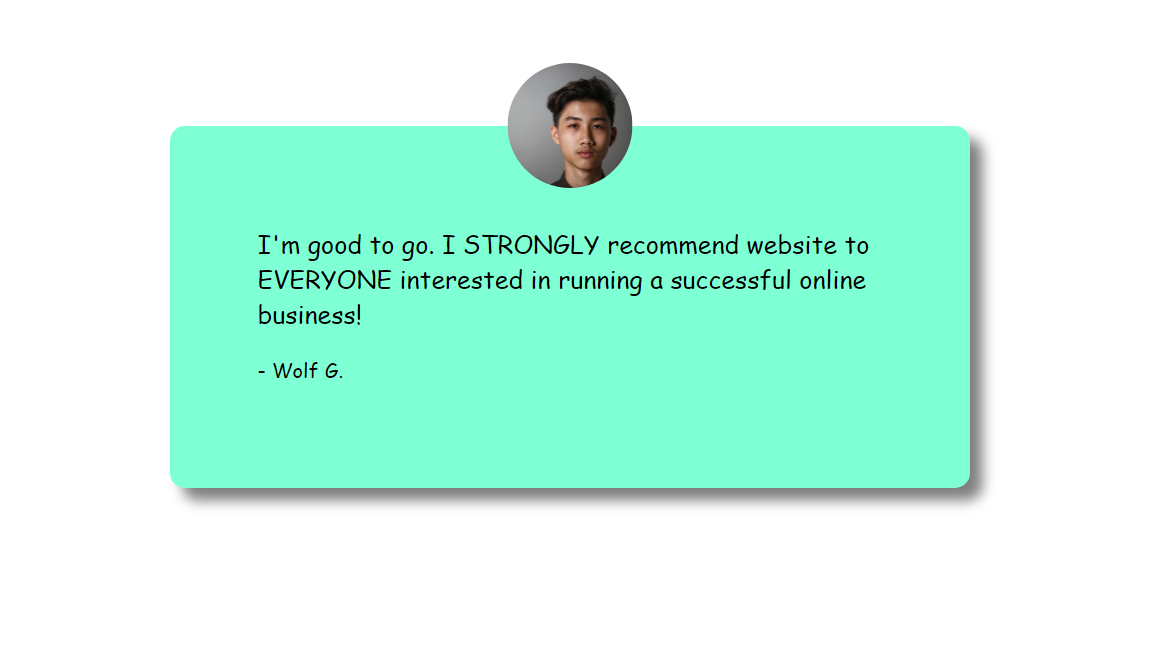 I'm good to go. I STRONGLY recommend website to
EVERYONE interested in running a successful online
business!
- Wolf G.